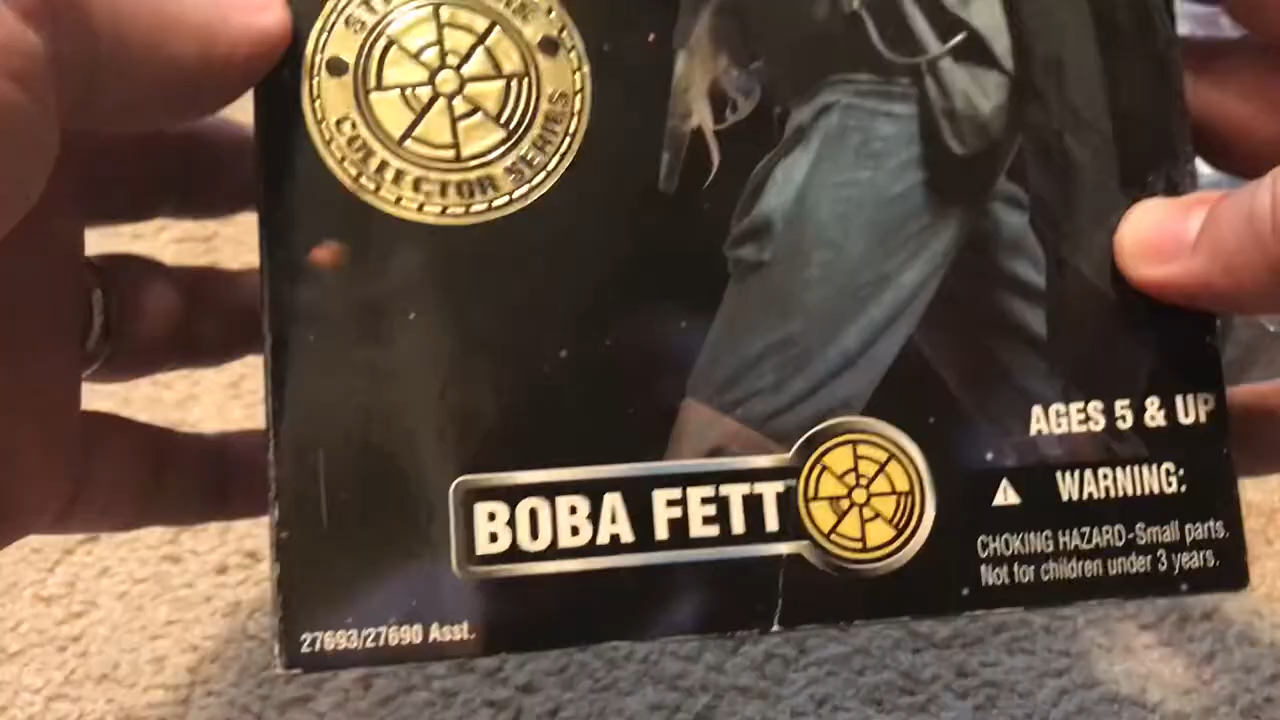 COLLECTOR SERIES
AGES 5 & UP
BOBA FETT
WARNING:
CHOKING HAZARD-Small parts.
Not for children under 3 years.
27693/27690 Asst.